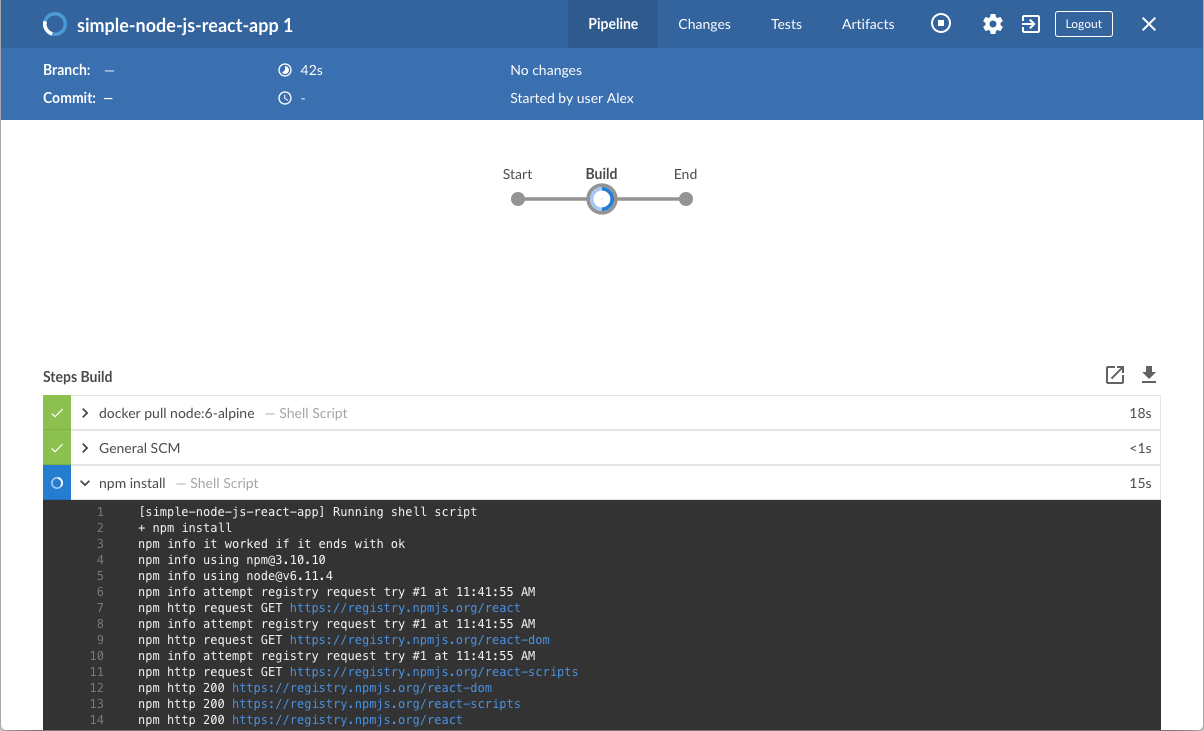 simple-node-js-react-app 1 Pipeline Changes Tests Artifacts Logout
Branch: — 42s No changes
Commit: — - Started by user Alex
Start Build End
Steps Build
docker pull node:6-alpine — Shell Script 18s
General SCM <1s
npm install — Shell Script 15s
1 [simple-node-js-react-app] Running shell script
2 + npm install
3 npm info it worked if it ends with ok
4 npm info using npm@3.10.10
5 npm info using node@v6.11.4
6 npm info attempt registry request try #1 at 11:41:55 AM
7 npm http request GET https://registry.npmjs.org/react
8 npm info attempt registry request try #1 at 11:41:55 AM
9 npm http request GET https://registry.npmjs.org/react-dom
10 npm info attempt registry request try #1 at 11:41:55 AM
11 npm http request GET https://registry.npmjs.org/react-scripts
12 npm http 200 https://registry.npmjs.org/react-dom
13 npm http 200 https://registry.npmjs.org/react-scripts
14 npm http 200 https://registry.npmjs.org/react